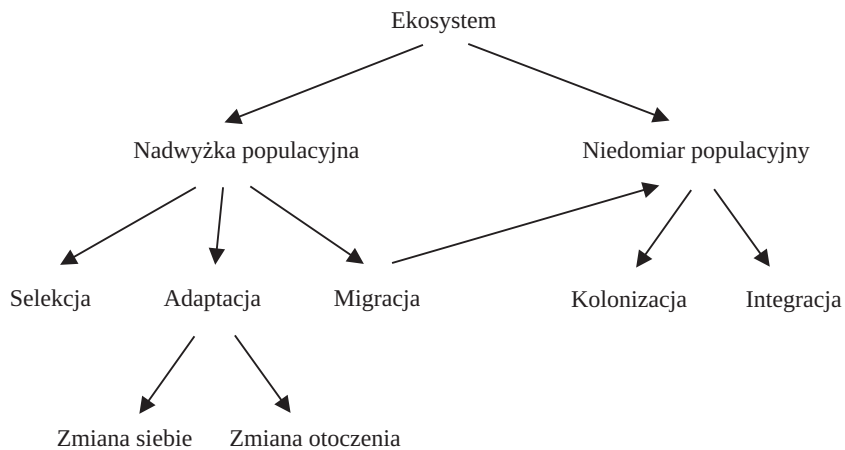 Ekosystem
Nadwyżka populacyjna
Niedomiar populacyjny
Selekcja
Adaptacja
Migracja
Kolonizacja
Integracja
Zmiana siebie
Zmiana otoczenia